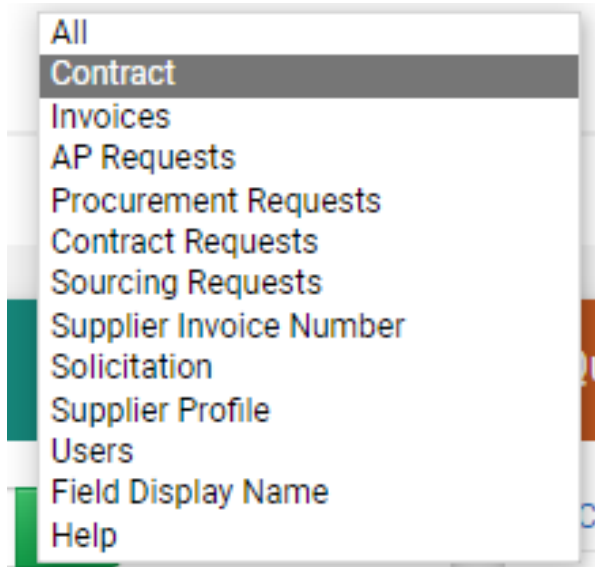 All
Contract
Invoices
AP Requests
Procurement Requests
Contract Requests
Sourcing Requests
Supplier Invoice Number
Solicitation
Supplier Profile
Users
Field Display Name
Help